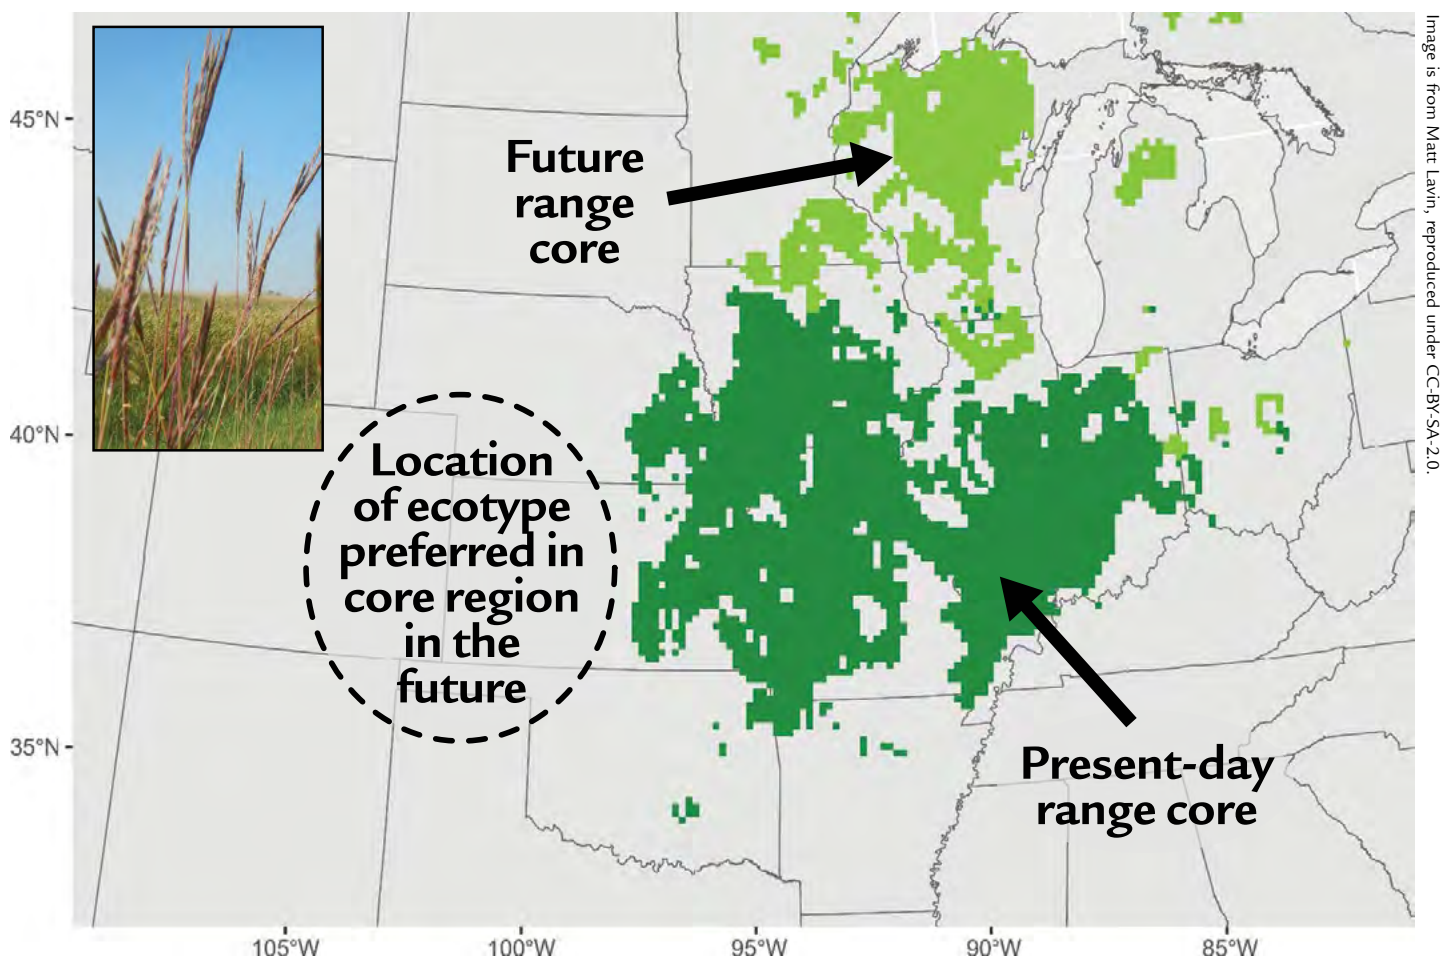 Future
range
core
Location
of ecotype
preferred in
core region
in the
future
Present-day
range core
45°N
40°N
35°N
105°W
100°W
95°W
90°W
85°W
Image is from Matt Lavin, reproduced under CC-BY-SA-2.0.